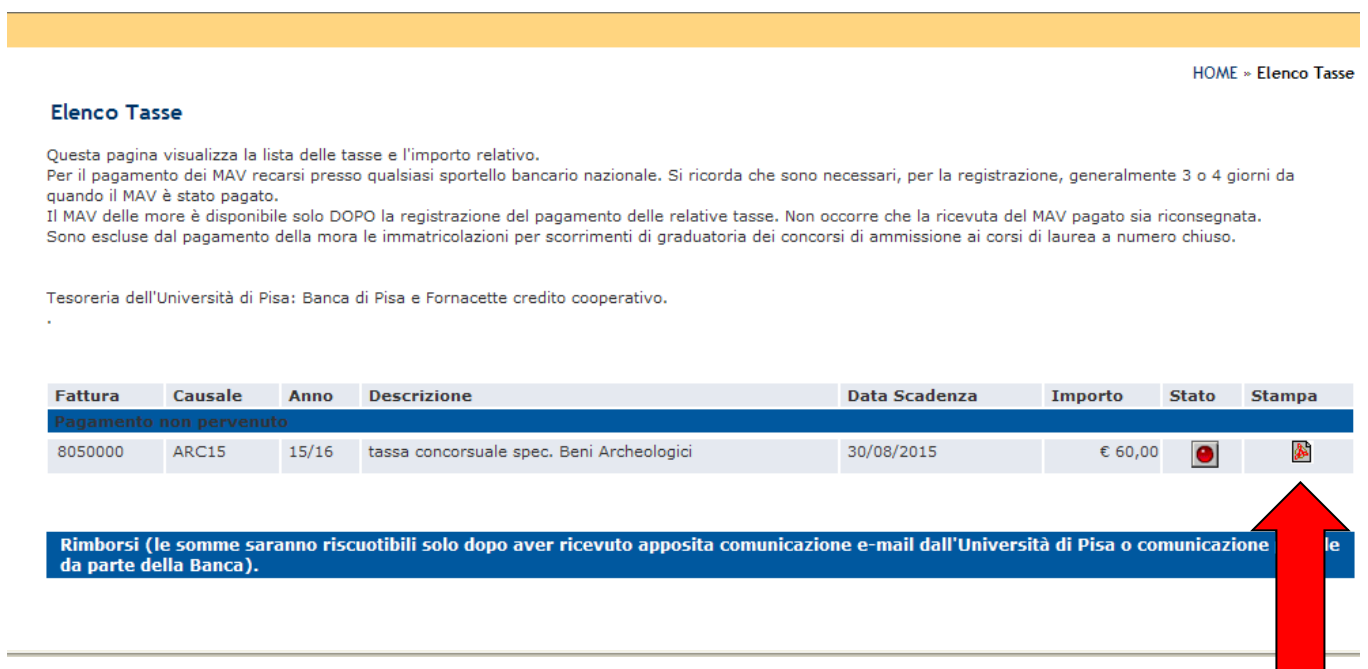 HOME » Elenco Tasse
Elenco Tasse
Questa pagina visualizza la lista delle tasse e l'importo relativo.
Per il pagamento dei MAV recarsi presso qualsiasi sportello bancario nazionale. Si ricorda che sono necessari, per la registrazione, generalmente 3 o 4 giorni da
quando il MAV è stato pagato.
Il MAV delle more è disponibile solo DOPO la registrazione del pagamento delle relative tasse. Non occorre che la ricevuta del MAV pagato sia riconsegnata.
Sono escluse dal pagamento della mora le immatricolazioni per scorrimenti di graduatoria dei concorsi di ammissione ai corsi di laurea a numero chiuso.
Tesoreria dell'Università di Pisa: Banca di Pisa e Fornacette credito cooperativo.
.
Fattura Causale Anno Descrizione Data Scadenza Importo Stato Stampa
Pagamento non pervenuto
8050000 ARC15 15/16 tassa concorsuale spec. Beni Archeologici 30/08/2015 € 60,00
Rimborsi (le somme saranno riscuotibili solo dopo aver ricevuto apposita comunicazione e-mail dall'Università di Pisa o comunicazione
da parte della Banca).